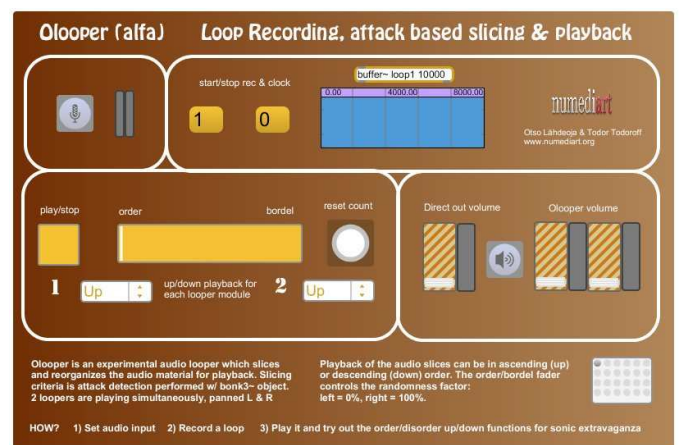 Olooper (alfa) Loop Recording, attack based slicing & playback
start/stop rec & clock
buffer~ loop1 10000
0.00 4000.00 8000.00
1 0
numediart
Otso Lähdeoja & Todor Todoroff
www.numediart.org
play/stop order bordel reset count
Direct out volume Olooper volume
1 Up up/down playback for
each looper module 2 Up
Olooper is an experimental audio looper which slices
and reorganizes the audio material for playback. Slicing
criteria is attack detection performed w/ bonk3~ object.
2 loopers are playing simultaneously, panned L & R
Playback of the audio slices can be in ascending (up)
or descending (down) order. The order/bordel fader
controls the randomness factor:
left = 0%, right = 100%.
HOW? 1) Set audio input 2) Record a loop 3) Play it and try out the order/disorder up/down functions for sonic extravaganza